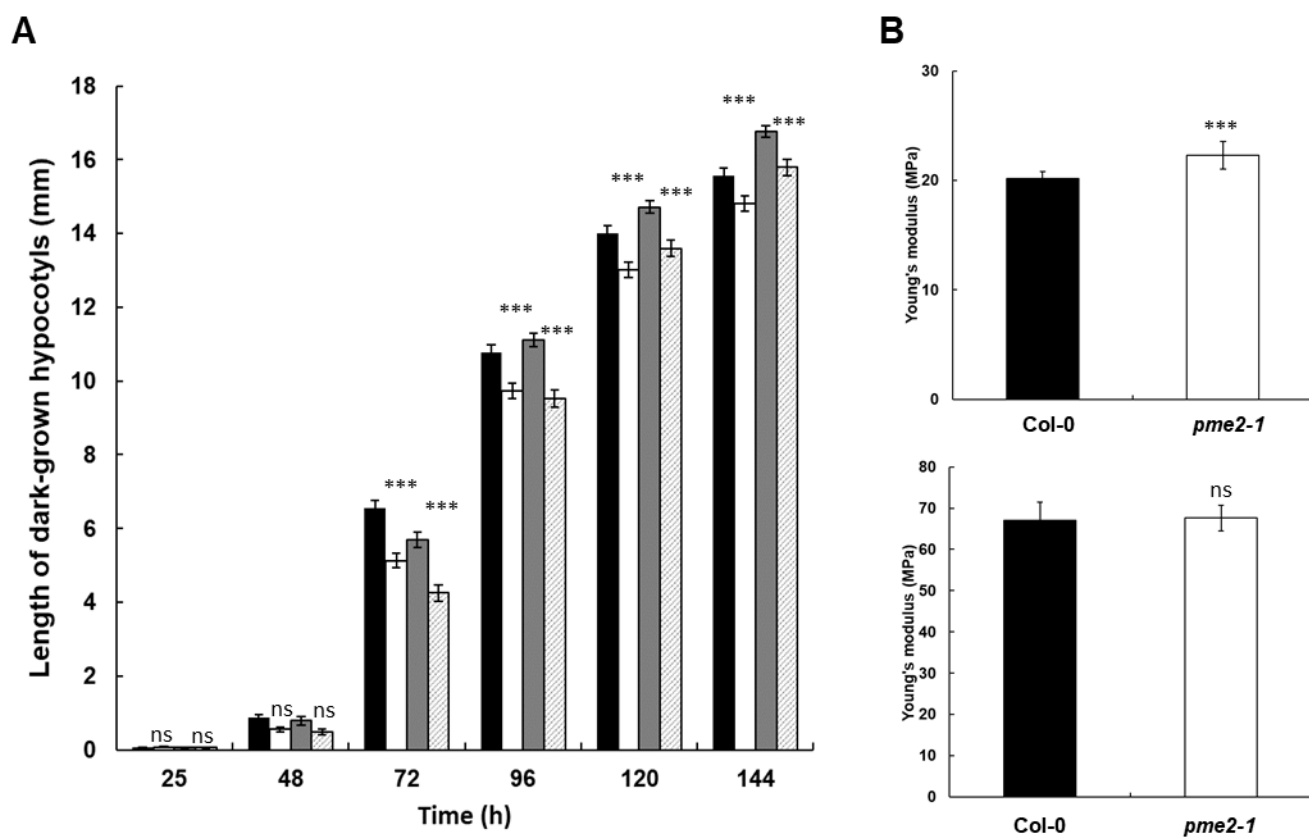 A
Length of dark-grown hypocotyls (mm)
18
16
14
12
10
8
6
4
2
0
ns
ns
ns
ns
***
***
***
***
***
***
***
***
25
48
72
96
120
144
Time (h)
B
Young's modulus (MPa)
30
20
10
0
***
Col-0
pme2-1
Young's modulus (MPa)
80
70
60
50
40
30
20
10
0
ns
Col-0
pme2-1